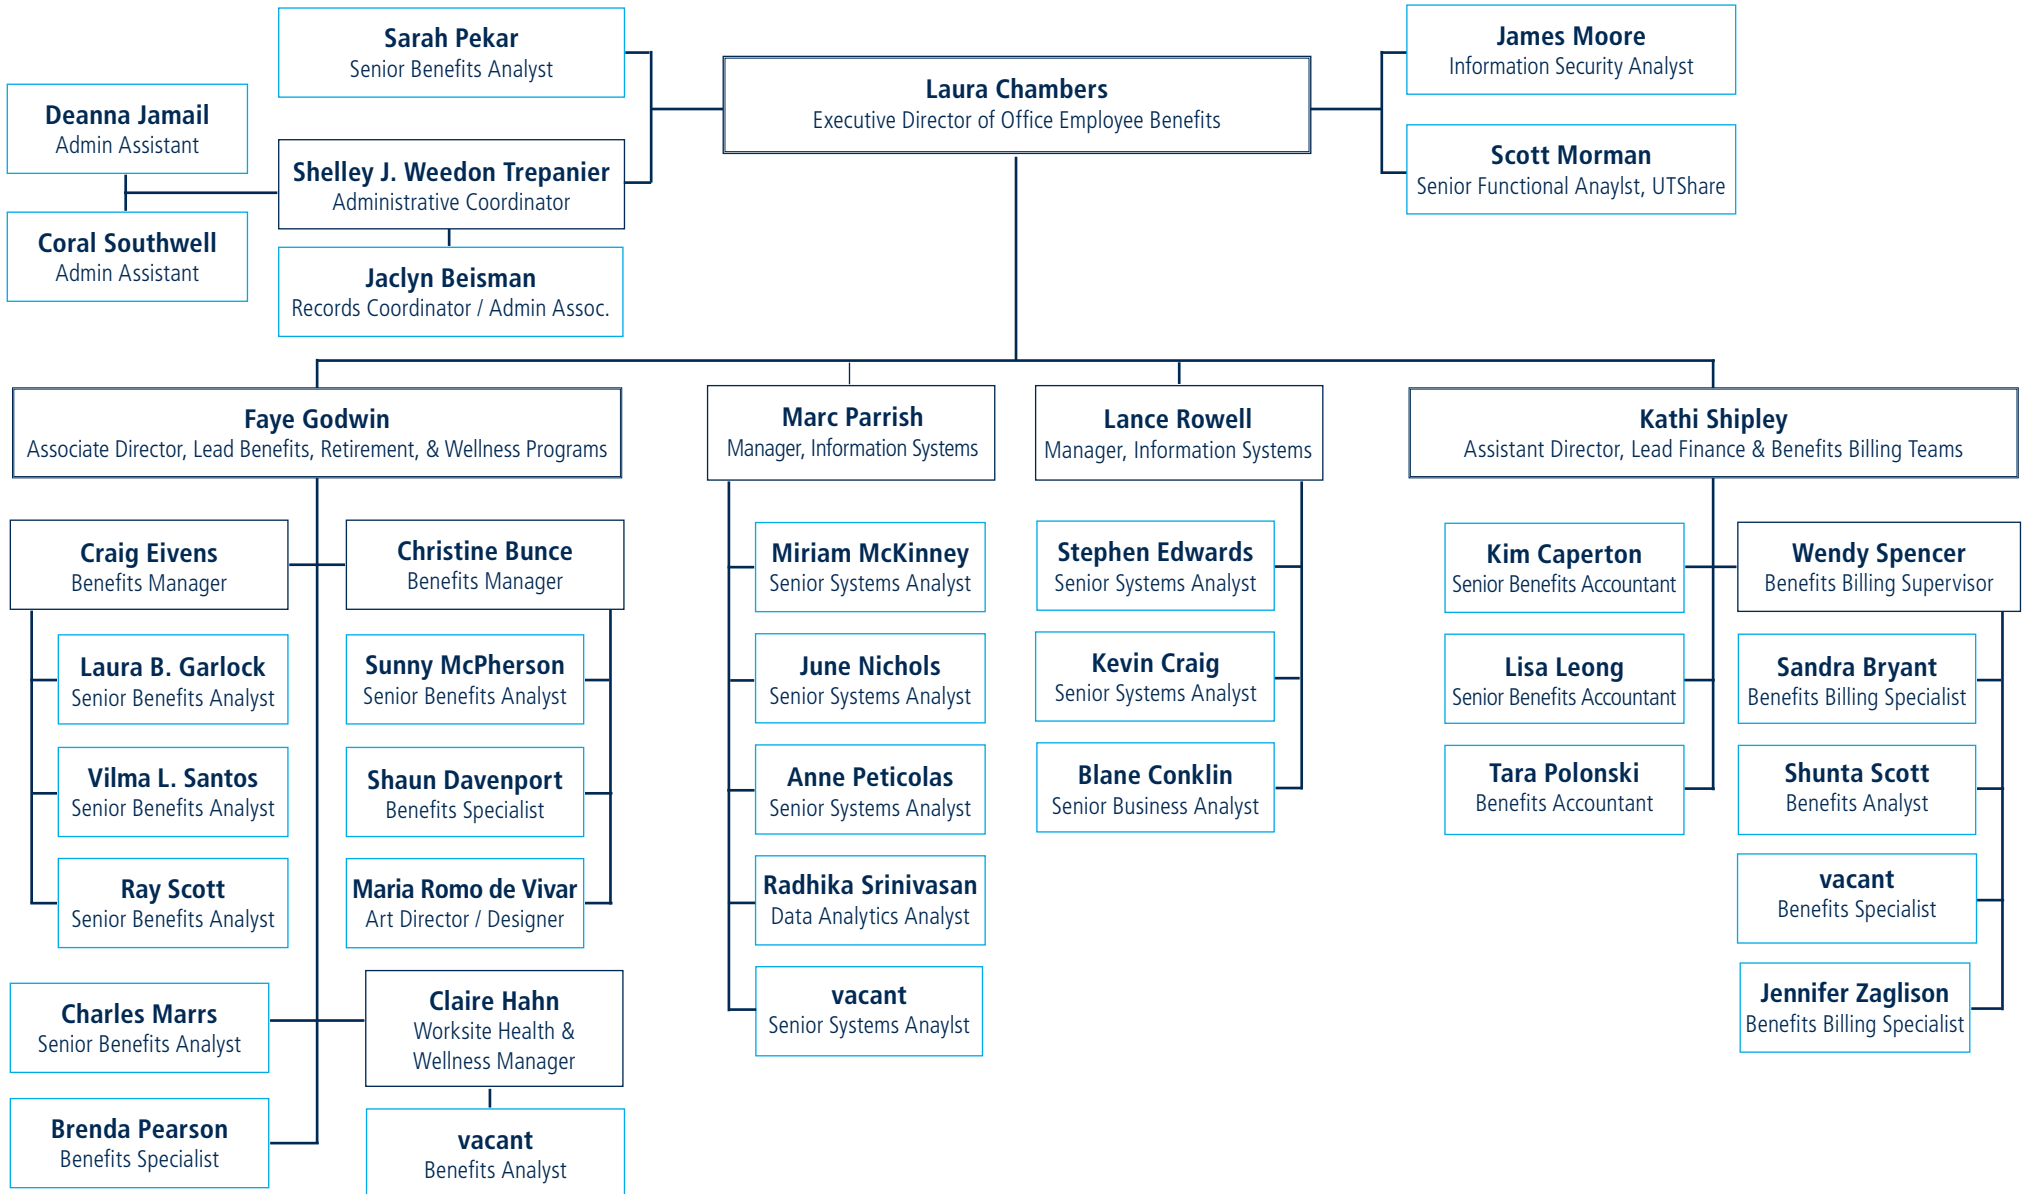 Sarah Pekar
Senior Benefits Analyst
James Moore
Information Security Analyst
Laura Chambers
Executive Director of Office Employee Benefits
Deanna Jamail
Admin Assistant
Shelley J. Weedon Trepanier
Administrative Coordinator
Scott Morman
Senior Functional Anaylst, UTShare
Coral Southwell
Admin Assistant
Jaclyn Beisman
Records Coordinator / Admin Assoc.
Faye Godwin
Associate Director, Lead Benefits, Retirement, & Wellness Programs
Marc Parrish
Manager, Information Systems
Lance Rowell
Manager, Information Systems
Kathi Shipley
Assistant Director, Lead Finance & Benefits Billing Teams
Craig Eivens
Benefits Manager
Laura B. Garlock
Senior Benefits Analyst
Vilma L. Santos
Senior Benefits Analyst
Ray Scott
Senior Benefits Analyst
Christine Bunce
Benefits Manager
Sunny McPherson
Senior Benefits Analyst
Shaun Davenport
Benefits Specialist
Maria Romo de Vivar
Art Director / Designer
Charles Marrs
Senior Benefits Analyst
Brenda Pearson
Benefits Specialist
Claire Hahn
Worksite Health &
Wellness Manager
vacant
Benefits Analyst
Miriam McKinney
Senior Systems Analyst
June Nichols
Senior Systems Analyst
Anne Peticolas
Senior Systems Analyst
Radhika Srinivasan
Data Analytics Analyst
vacant
Senior Systems Anaylst
Stephen Edwards
Senior Systems Analyst
Kevin Craig
Senior Systems Analyst
Blane Conklin
Senior Business Analyst
Kim Caperton
Senior Benefits Accountant
Lisa Leong
Senior Benefits Accountant
Tara Polonski
Benefits Accountant
Wendy Spencer
Benefits Billing Supervisor
Sandra Bryant
Benefits Billing Specialist
Shunta Scott
Benefits Analyst
vacant
Benefits Specialist
Jennifer Zaglison
Benefits Billing Specialist